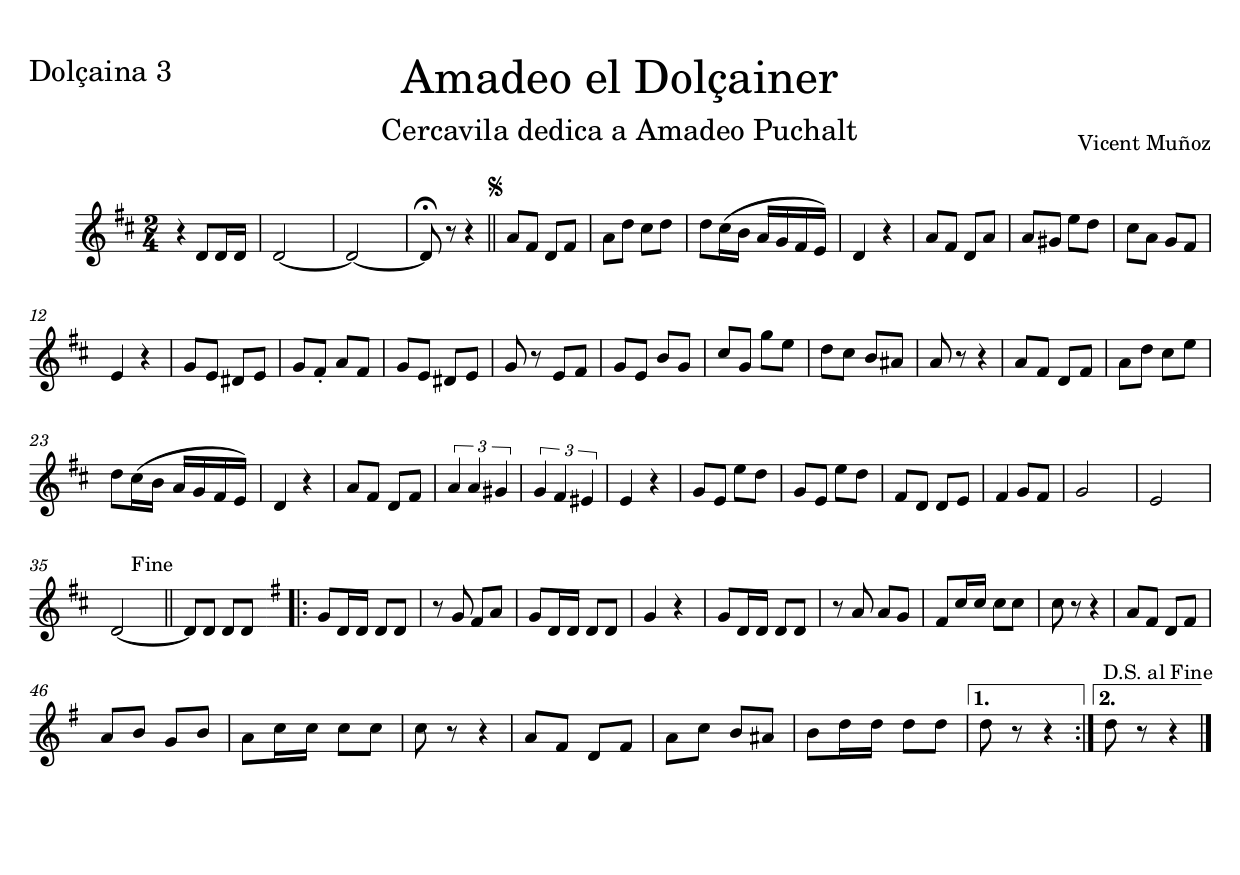 Dolçaina 3
Amadeo el Dolçainer
Cercavila dedica a Amadeo Puchalt
Vicent Muñoz
2
4
12
23
3
3
35
Fine
46
1.
2.
D.S. al Fine